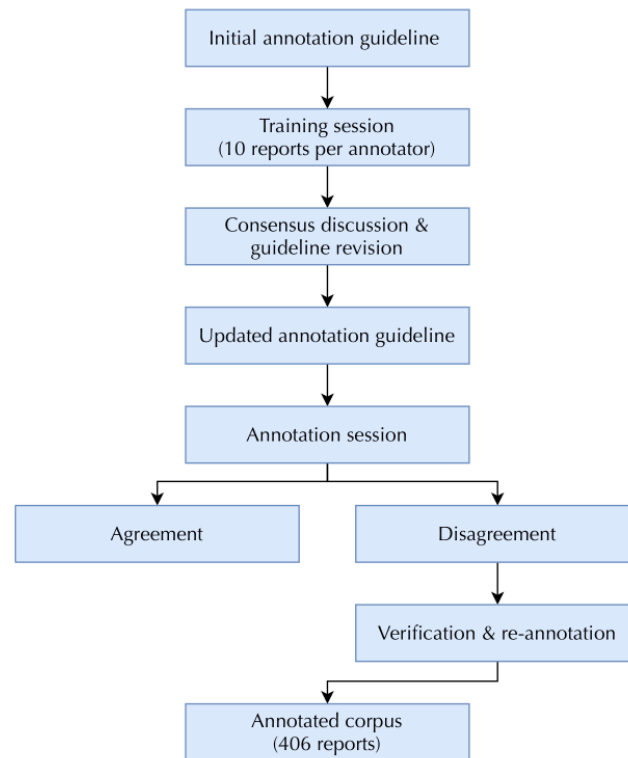 Initial annotation guideline
Training session
(10 reports per annotator)
Consensus discussion &
guideline revision
Updated annotation guideline
Annotation session
Agreement
Disagreement
Verification & re-annotation
Annotated corpus
(406 reports)